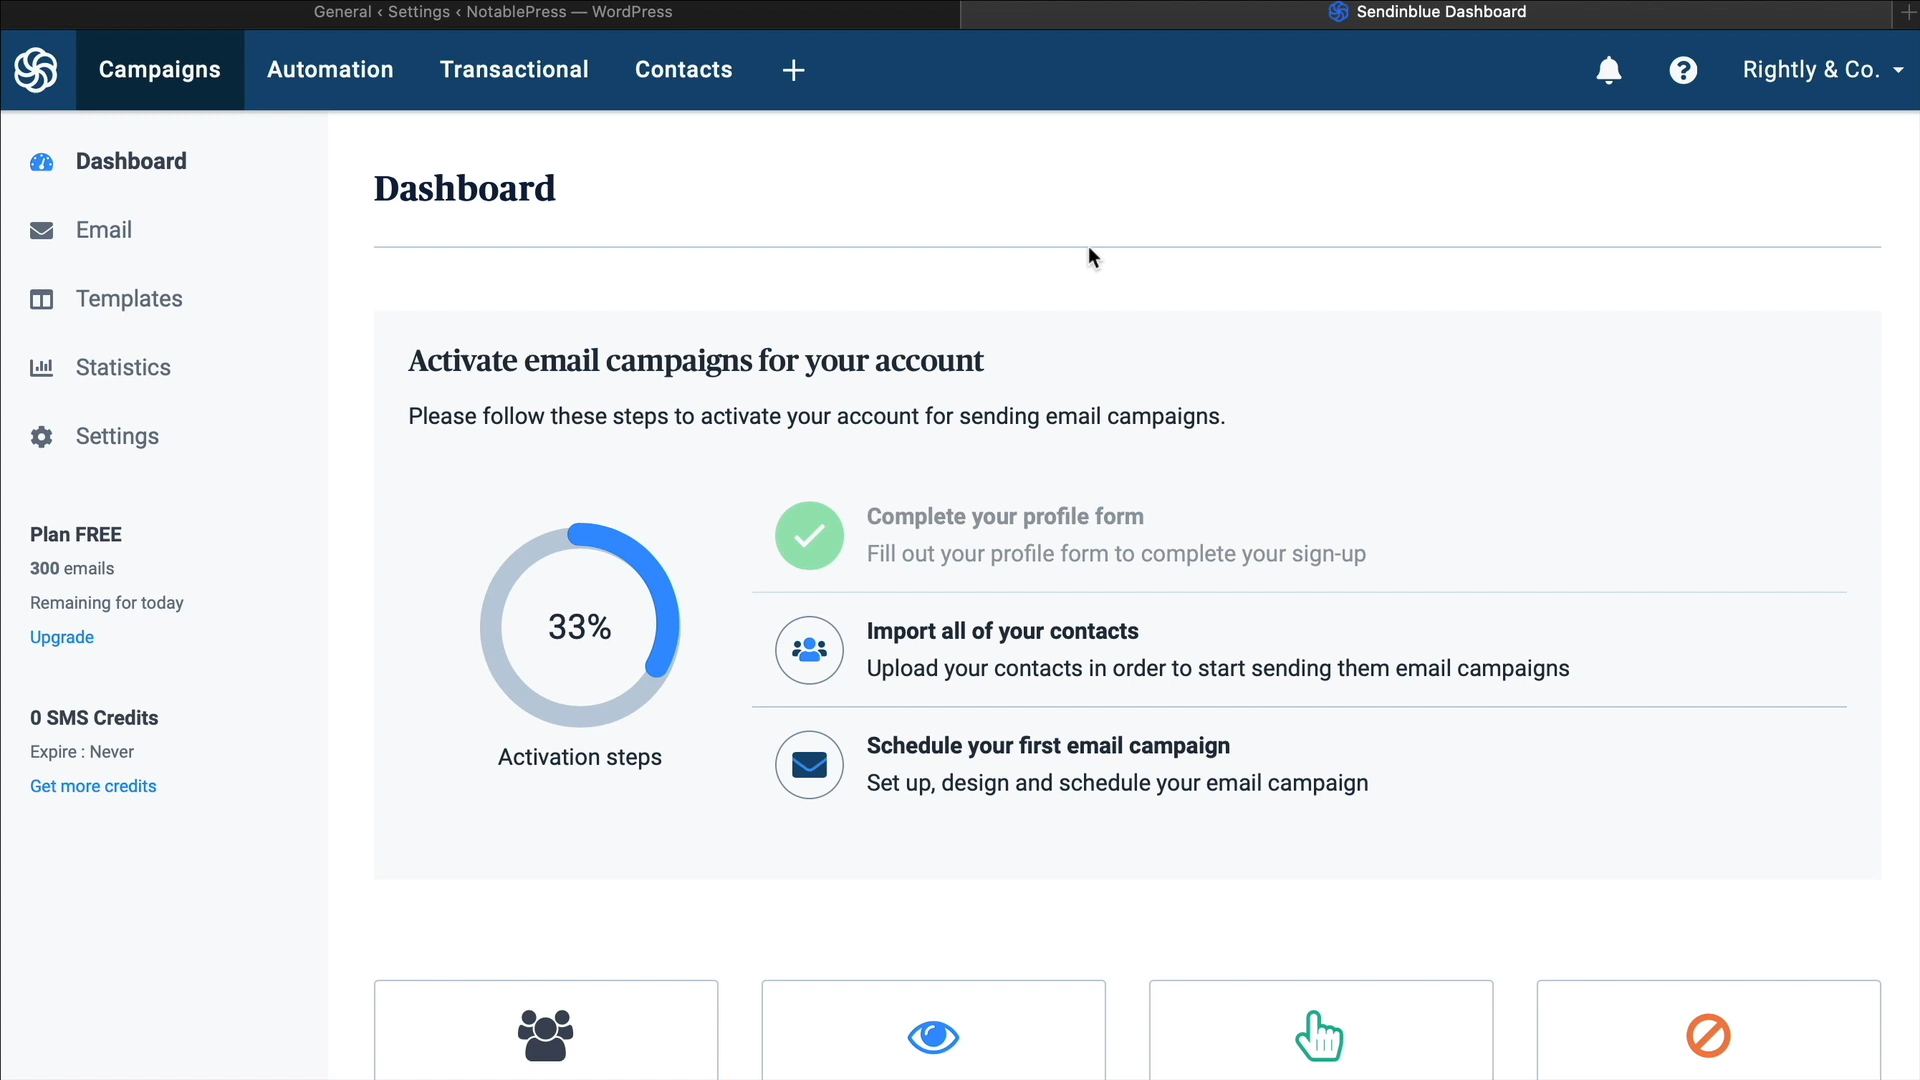 General ‹ Settings ‹ NotablePress — WordPress
Sendinblue Dashboard
Campaigns
Automation
Transactional
Contacts
Rightly & Co.
Dashboard
Email
Templates
Statistics
Settings
Plan FREE
300 emails
Remaining for today
Upgrade
0 SMS Credits
Expire : Never
Get more credits
Dashboard
Activate email campaigns for your account
Please follow these steps to activate your account for sending email campaigns.
33%
Activation steps
Complete your profile form
Fill out your profile form to complete your sign-up
Import all of your contacts
Upload your contacts in order to start sending them email campaigns
Schedule your first email campaign
Set up, design and schedule your email campaign